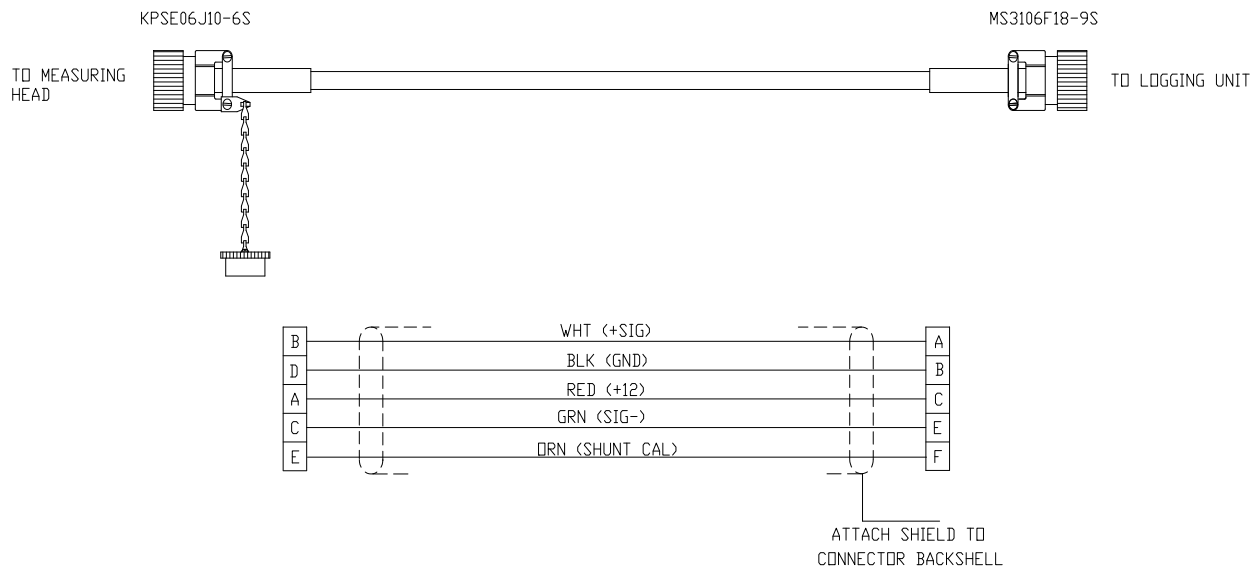 KPSE06J10-6S
MS3106F18-9S
TO MEASURING
HEAD
TO LOGGING UNIT
B WHT (+SIG) A
D BLK (GND) B
A RED (+12) C
C GRN (SIG-) E
E ORN (SHUNT CAL) F
ATTACH SHIELD TO
CONNECTOR BACKSHELL